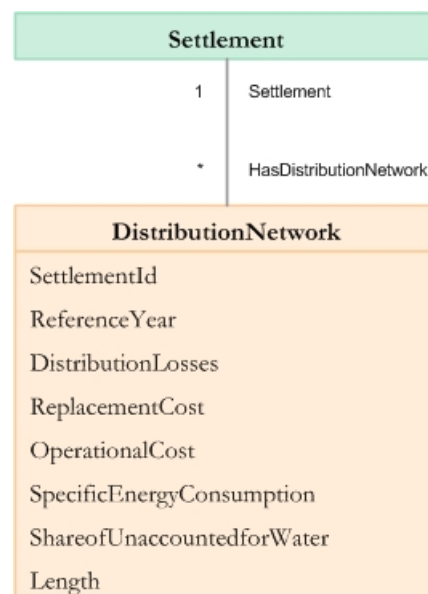 Settlement
1 Settlement
* HasDistributionNetwork
DistributionNetwork
SettlementId
ReferenceYear
DistributionLosses
ReplacementCost
OperationalCost
SpecificEnergyConsumption
ShareofUnaccountedforWater
Length